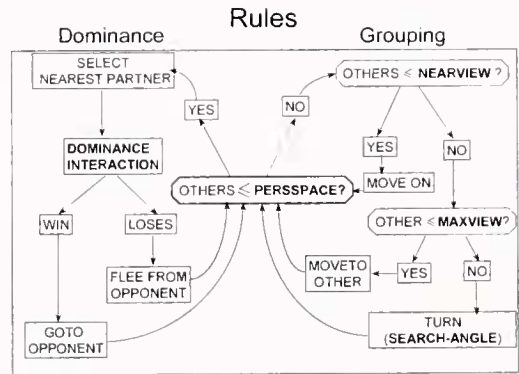 Rules
Dominance
Grouping
SELECT
NEAREST PARTNER
YES
NO
OTHERS ⩽ NEARVIEW ?
DOMINANCE
INTERACTION
YES
NO
OTHERS ⩽ PERSSPACE?
MOVE ON
WIN
LOSES
OTHER ⩽ MAXVIEW?
FLEE FROM
OPPONENT
MOVETO
OTHER
YES
NO
GOTO
OPPONENT
TURN
(SEARCH-ANGLE)